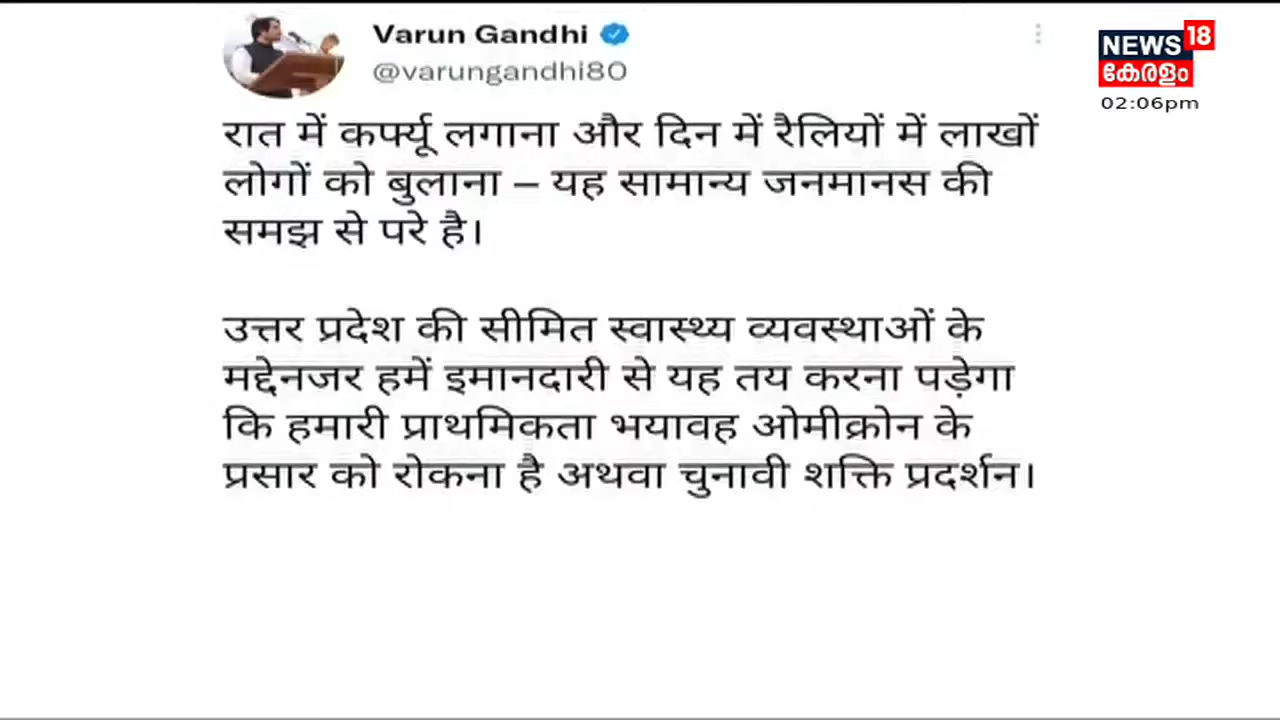 Varun Gandhi
@varungandhi80
NEWS 18
കേരളം
02:06pm
रात में कर्फ्यू लगाना और दिन में रैलियों में लाखों
लोगों को बुलाना – यह सामान्य जनमानस की
समझ से परे है।
उत्तर प्रदेश की सीमित स्वास्थ्य व्यवस्थाओं के
मद्देनजर हमें इमानदारी से यह तय करना पड़ेगा
कि हमारी प्राथमिकता भयावह ओमीक्रोन के
प्रसार को रोकना है अथवा चुनावी शक्ति प्रदर्शन।